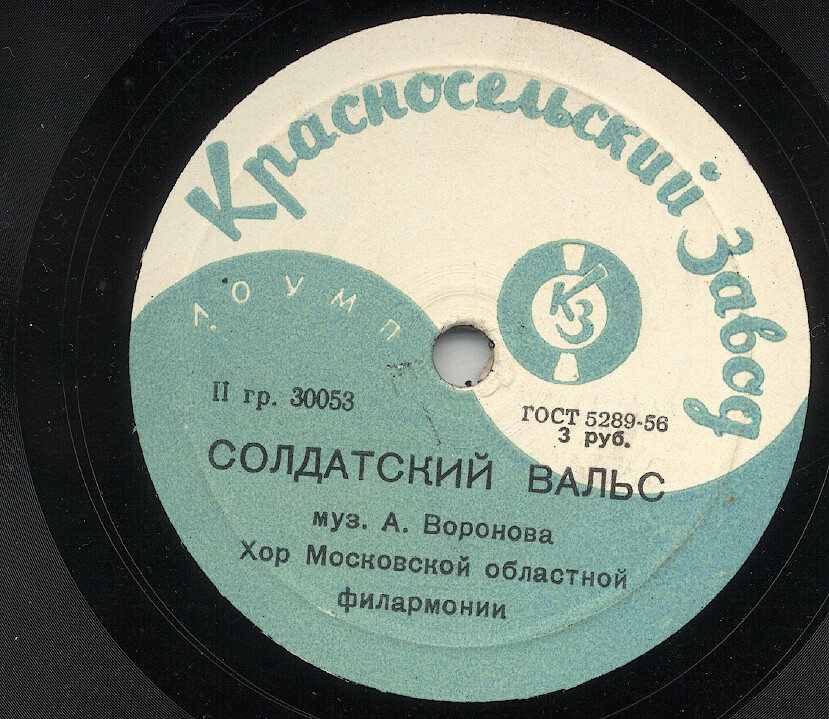 Красносельский Завод
ЛОУМП
КЗ
II гр. 30053
ГОСТ 5289-56
3 руб.
СОЛДАТСКИЙ ВАЛЬС
муз. А. Воронова
Хор Московской областной
филармонии